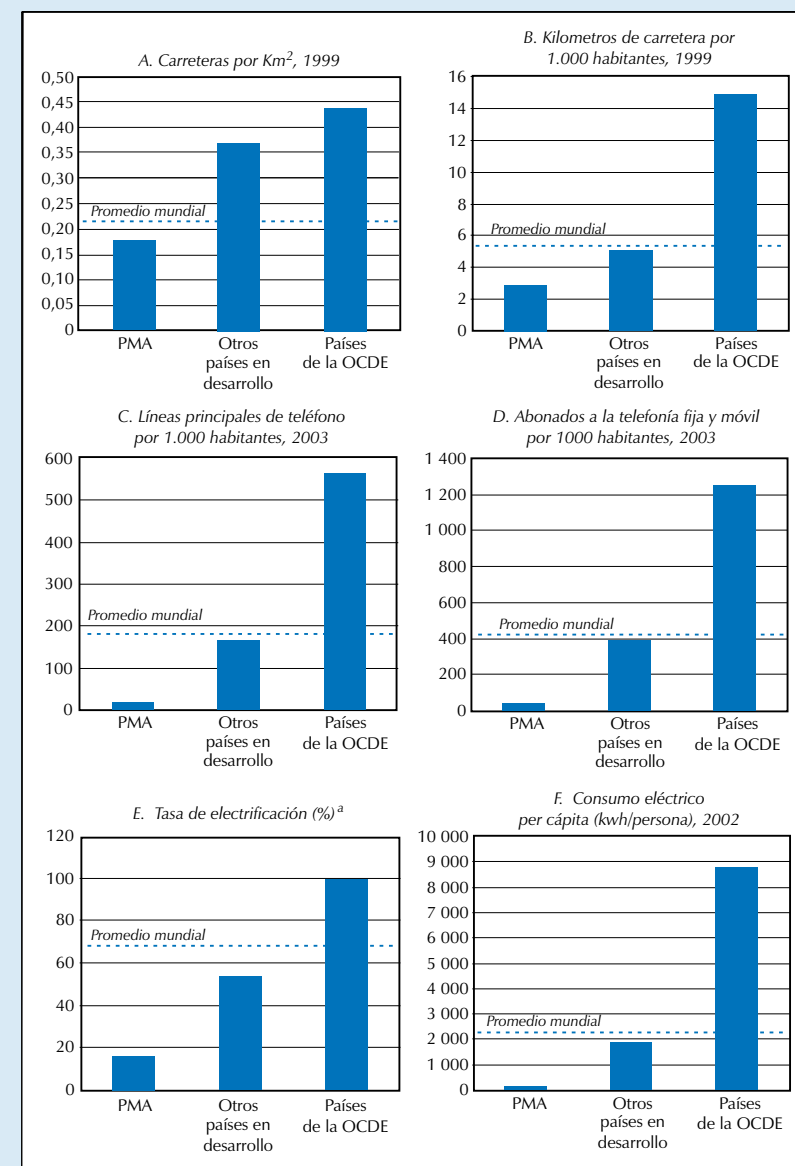 A. Carreteras por Km², 1999
0,50
0,45
0,40
0,35
0,30
0,25
0,20
0,15
0,10
0,05
0
Promedio mundial
PMA
Otros
países en
desarrollo
Países
de la OCDE
B. Kilometros de carretera por
1.000 habitantes, 1999
16
14
12
10
8
6
4
2
0
Promedio mundial
PMA
Otros
países en
desarrollo
Países
de la OCDE
C. Líneas principales de teléfono
por 1.000 habitantes, 2003
600
500
400
300
200
100
0
Promedio mundial
PMA
Otros
países en
desarrollo
Países
de la OCDE
D. Abonados a la telefonía fija y móvil
por 1000 habitantes, 2003
1 400
1 200
1 000
800
600
400
200
0
Promedio mundial
PMA
Otros
países en
desarrollo
Países
de la OCDE
E. Tasa de electrificación (%) a
120
100
80
60
40
20
0
Promedio mundial
PMA
Otros
países en
desarrollo
Países
de la OCDE
F. Consumo eléctrico
per cápita (kwh/persona), 2002
10 000
9 000
8 000
7 000
6 000
5 000
4 000
3 000
2 000
1 000
0
Promedio mundial
PMA
Otros
países en
desarrollo
Países
de la OCDE